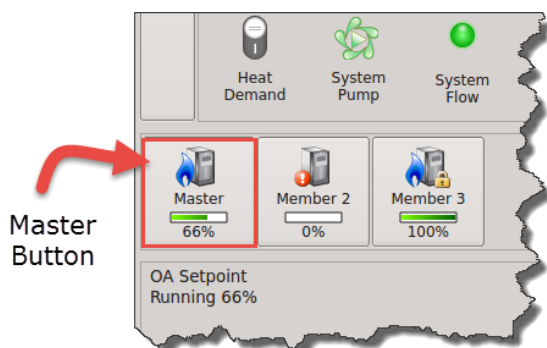 Heat
Demand
System
Pump
System
Flow
Master
66%
Member 2
0%
Member 3
100%
Master
Button
OA Setpoint
Running 66%